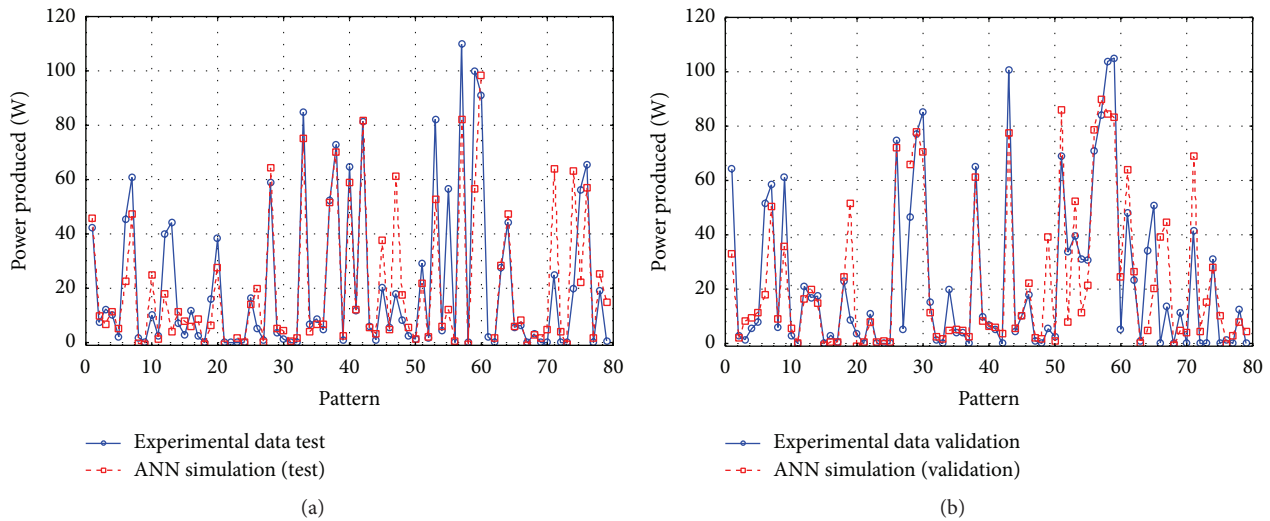 120
100
80
60
40
20
0
Power produced (W)
0 10 20 30 40 50 60 70 80
Pattern
Experimental data test
ANN simulation (test)
(a)
120
100
80
60
40
20
0
Power produced (W)
0 10 20 30 40 50 60 70 80
Pattern
Experimental data validation
ANN simulation (validation)
(b)